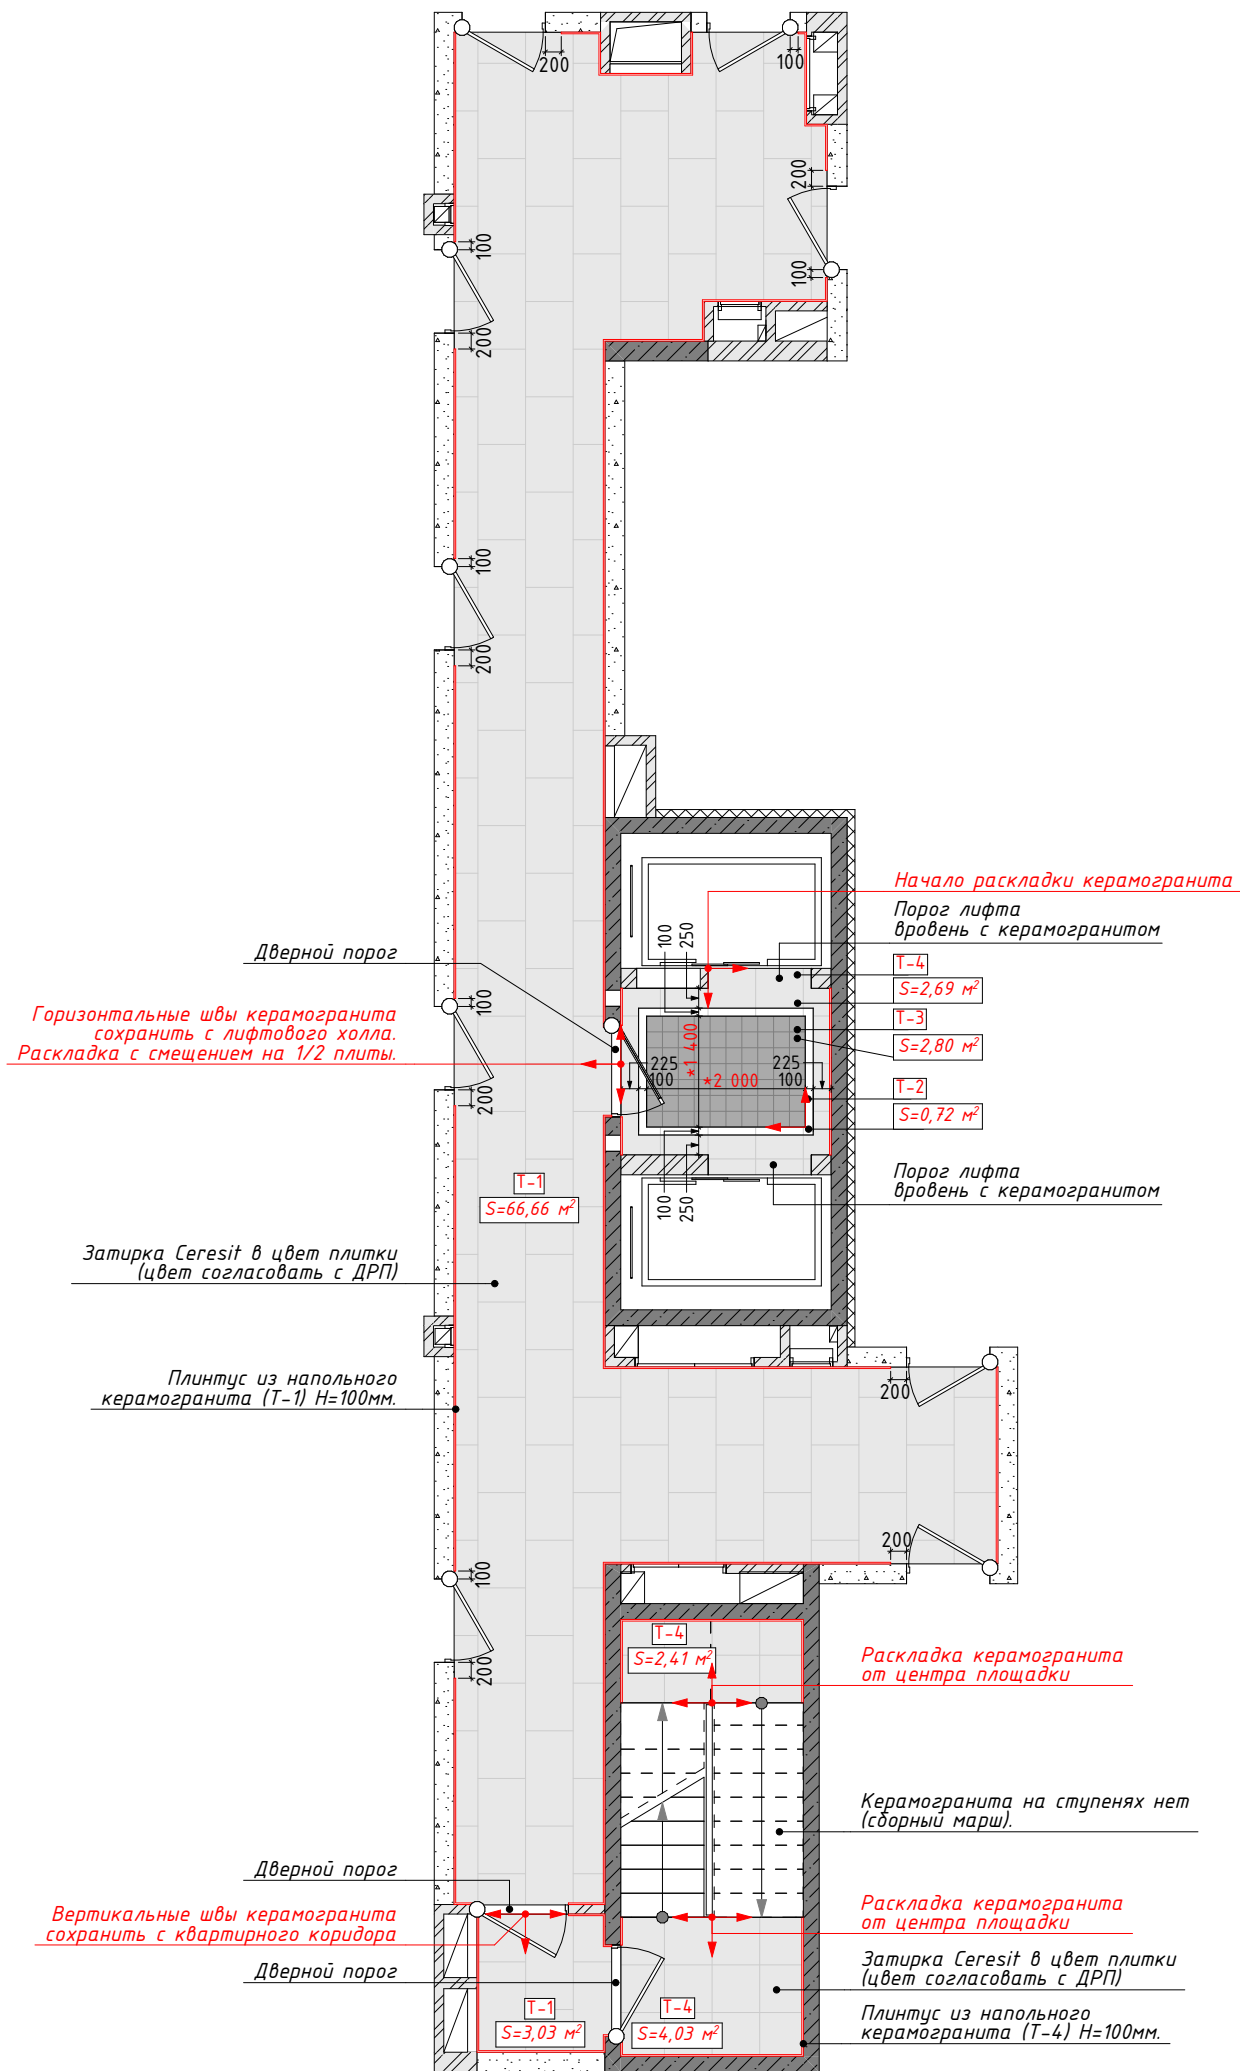 200
100
200
100
100
200
100
200
Начало раскладки керамогранита
Порог лифта
вровень с керамогранитом
100
250
Дверной порог
Т-4
S=2,69 м²
Горизонтальные швы керамогранита
сохранить с лифтового холла.
Раскладка с смещением на 1/2 плиты.
100
200
Т-3
S=2,80 м²
*1 400
225
100
*2 000
225
100
Т-2
S=0,72 м²
Порог лифта
вровень с керамогранитом
100
250
Т-1
S=66,66 м²
Затирка Ceresit в цвет плитки
(цвет согласовать с ДРП)
Плинтус из напольного
керамогранита (Т-1) Н=100мм.
200
200
100
200
Т-4
S=2,41 м²
Раскладка керамогранита
от центра площадки
Керамогранита на ступенях нет
(сборный марш).
Дверной порог
Вертикальные швы керамогранита
сохранить с квартирного коридора
Раскладка керамогранита
от центра площадки
Дверной порог
Затирка Ceresit в цвет плитки
(цвет согласовать с ДРП)
Т-1
S=3,03 м²
Т-4
S=4,03 м²
Плинтус из напольного
керамогранита (Т-4) Н=100мм.